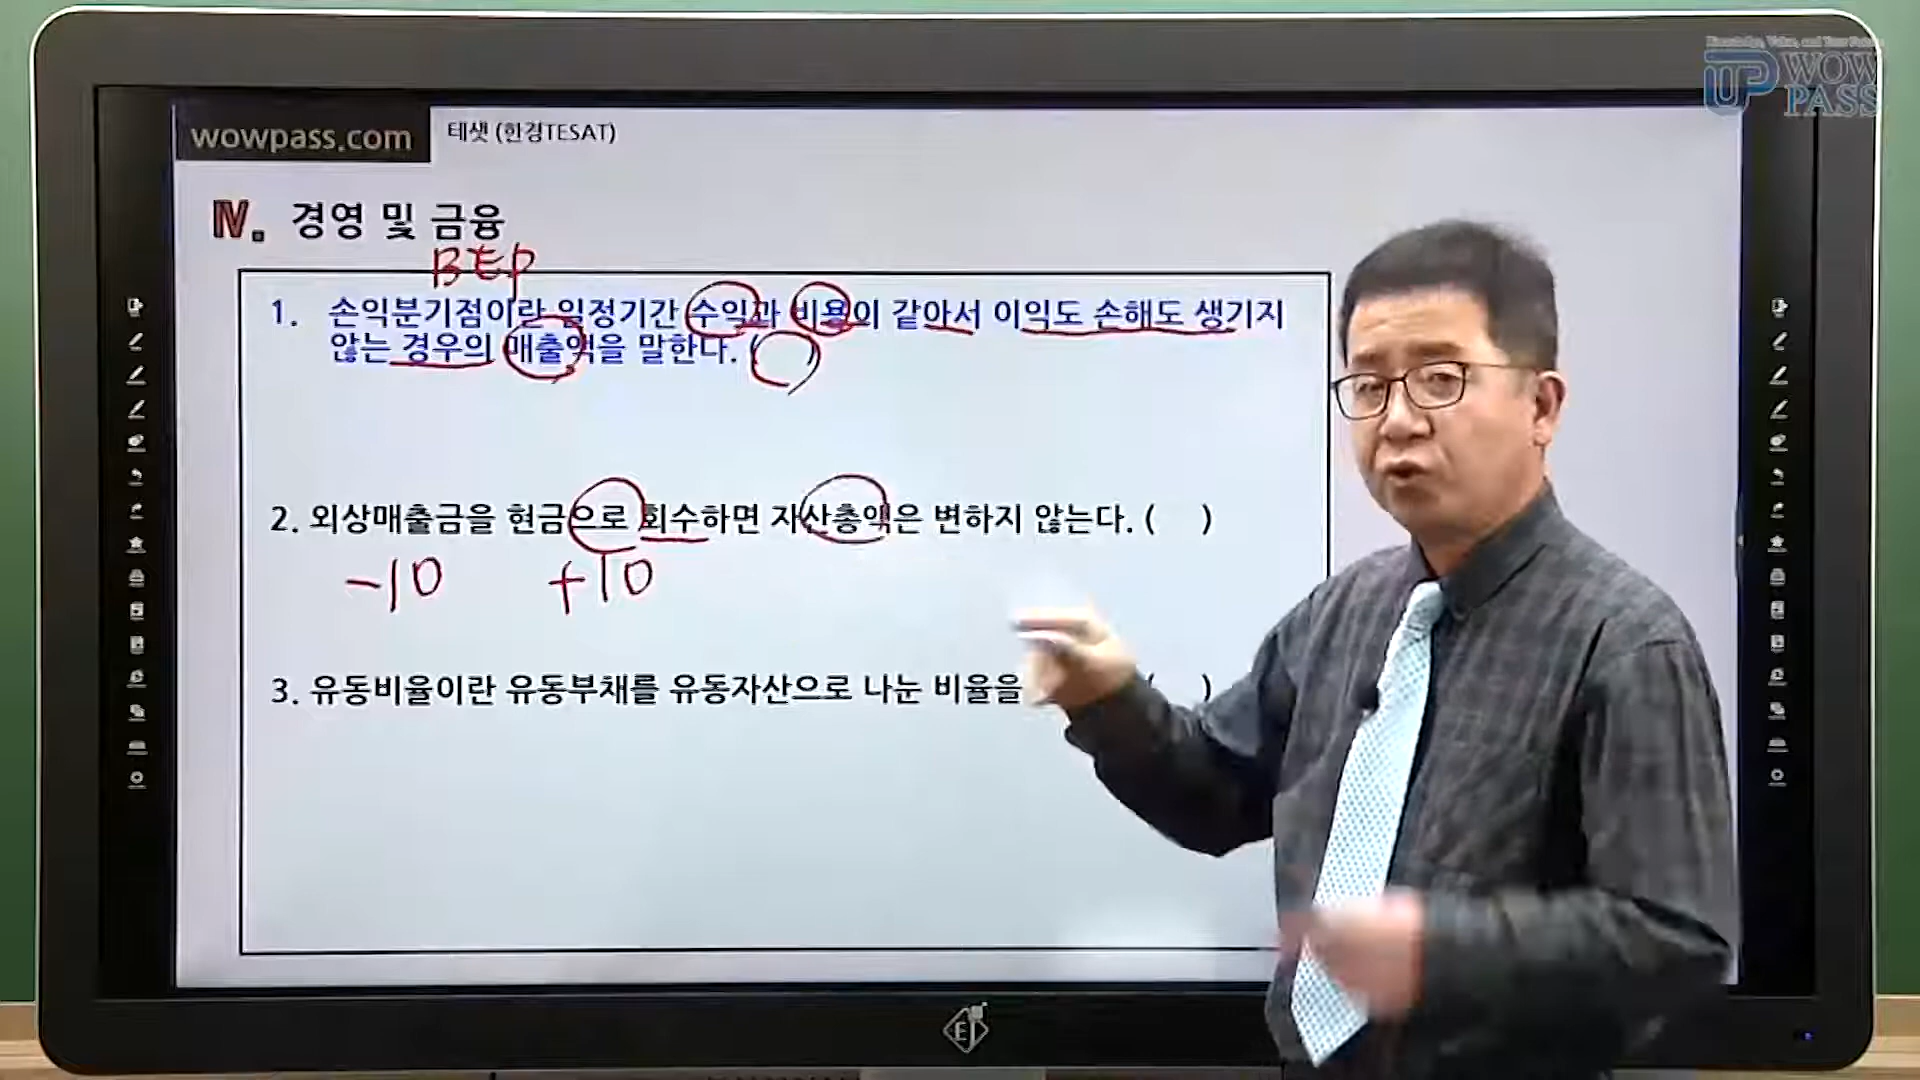 Knowledge, Value, and Your Future
WOW
PASS
wowpass.com
테샛 (한경TESAT)
Ⅳ. 경영 및 금융
BEP
1. 손익분기점이란 일정기간 수익과 비용이 같아서 이익도 손해도 생기지
않는 경우의 매출액을 말한다. ( )
2. 외상매출금을 현금으로 회수하면 자산총액은 변하지 않는다. ( )
-10 +10
3. 유동비율이란 유동부채를 유동자산으로 나눈 비율을 ( )